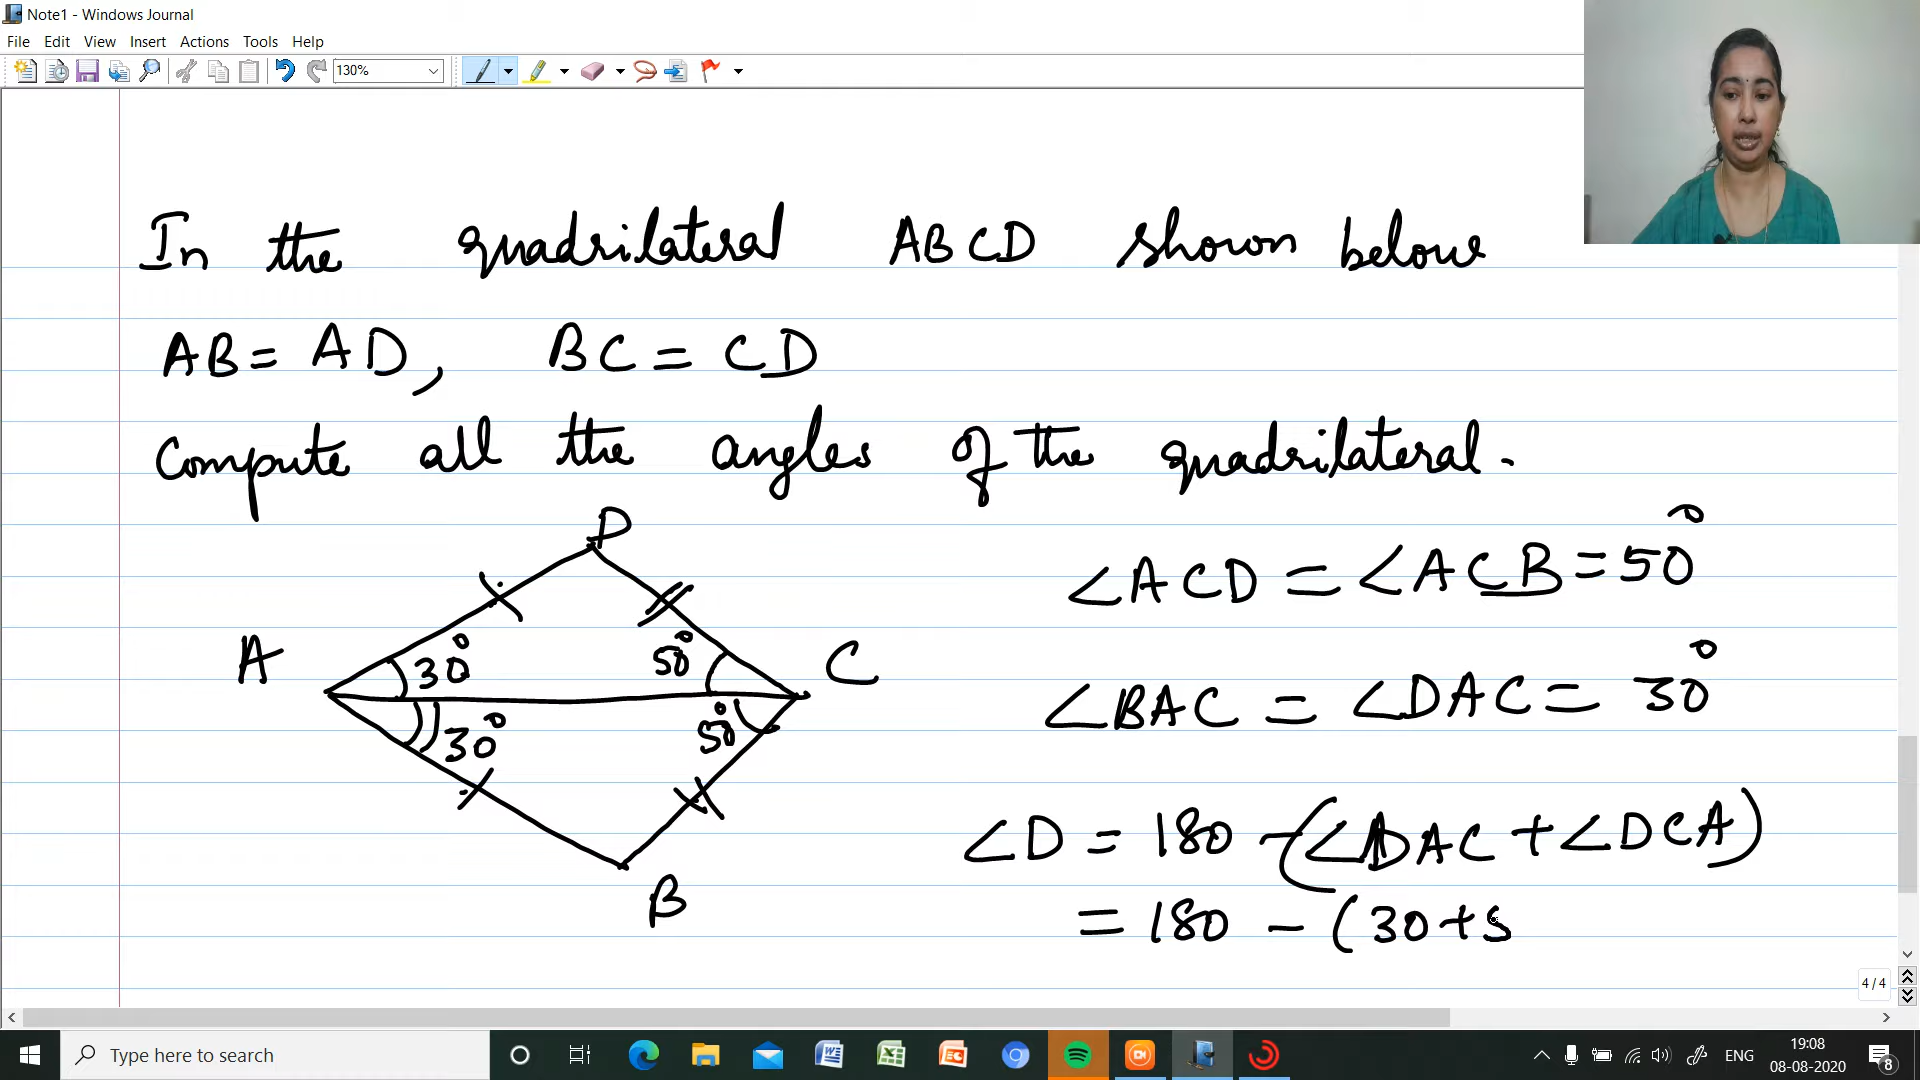 Note1 - Windows Journal
File Edit View Insert Actions Tools Help
130%
In the quadrilateral ABCD shown below
AB = AD, BC = CD
Compute all the angles of the quadrilateral.
D
A
C
B
30°
50°
30°
50°
∠ACD = ∠ACB = 50°
∠BAC = ∠DAC = 30°
∠D = 180 - (∠DAC + ∠DCA)
= 180 - (30+5
4 / 4
Type here to search
ENG
19:08
08-08-2020
8